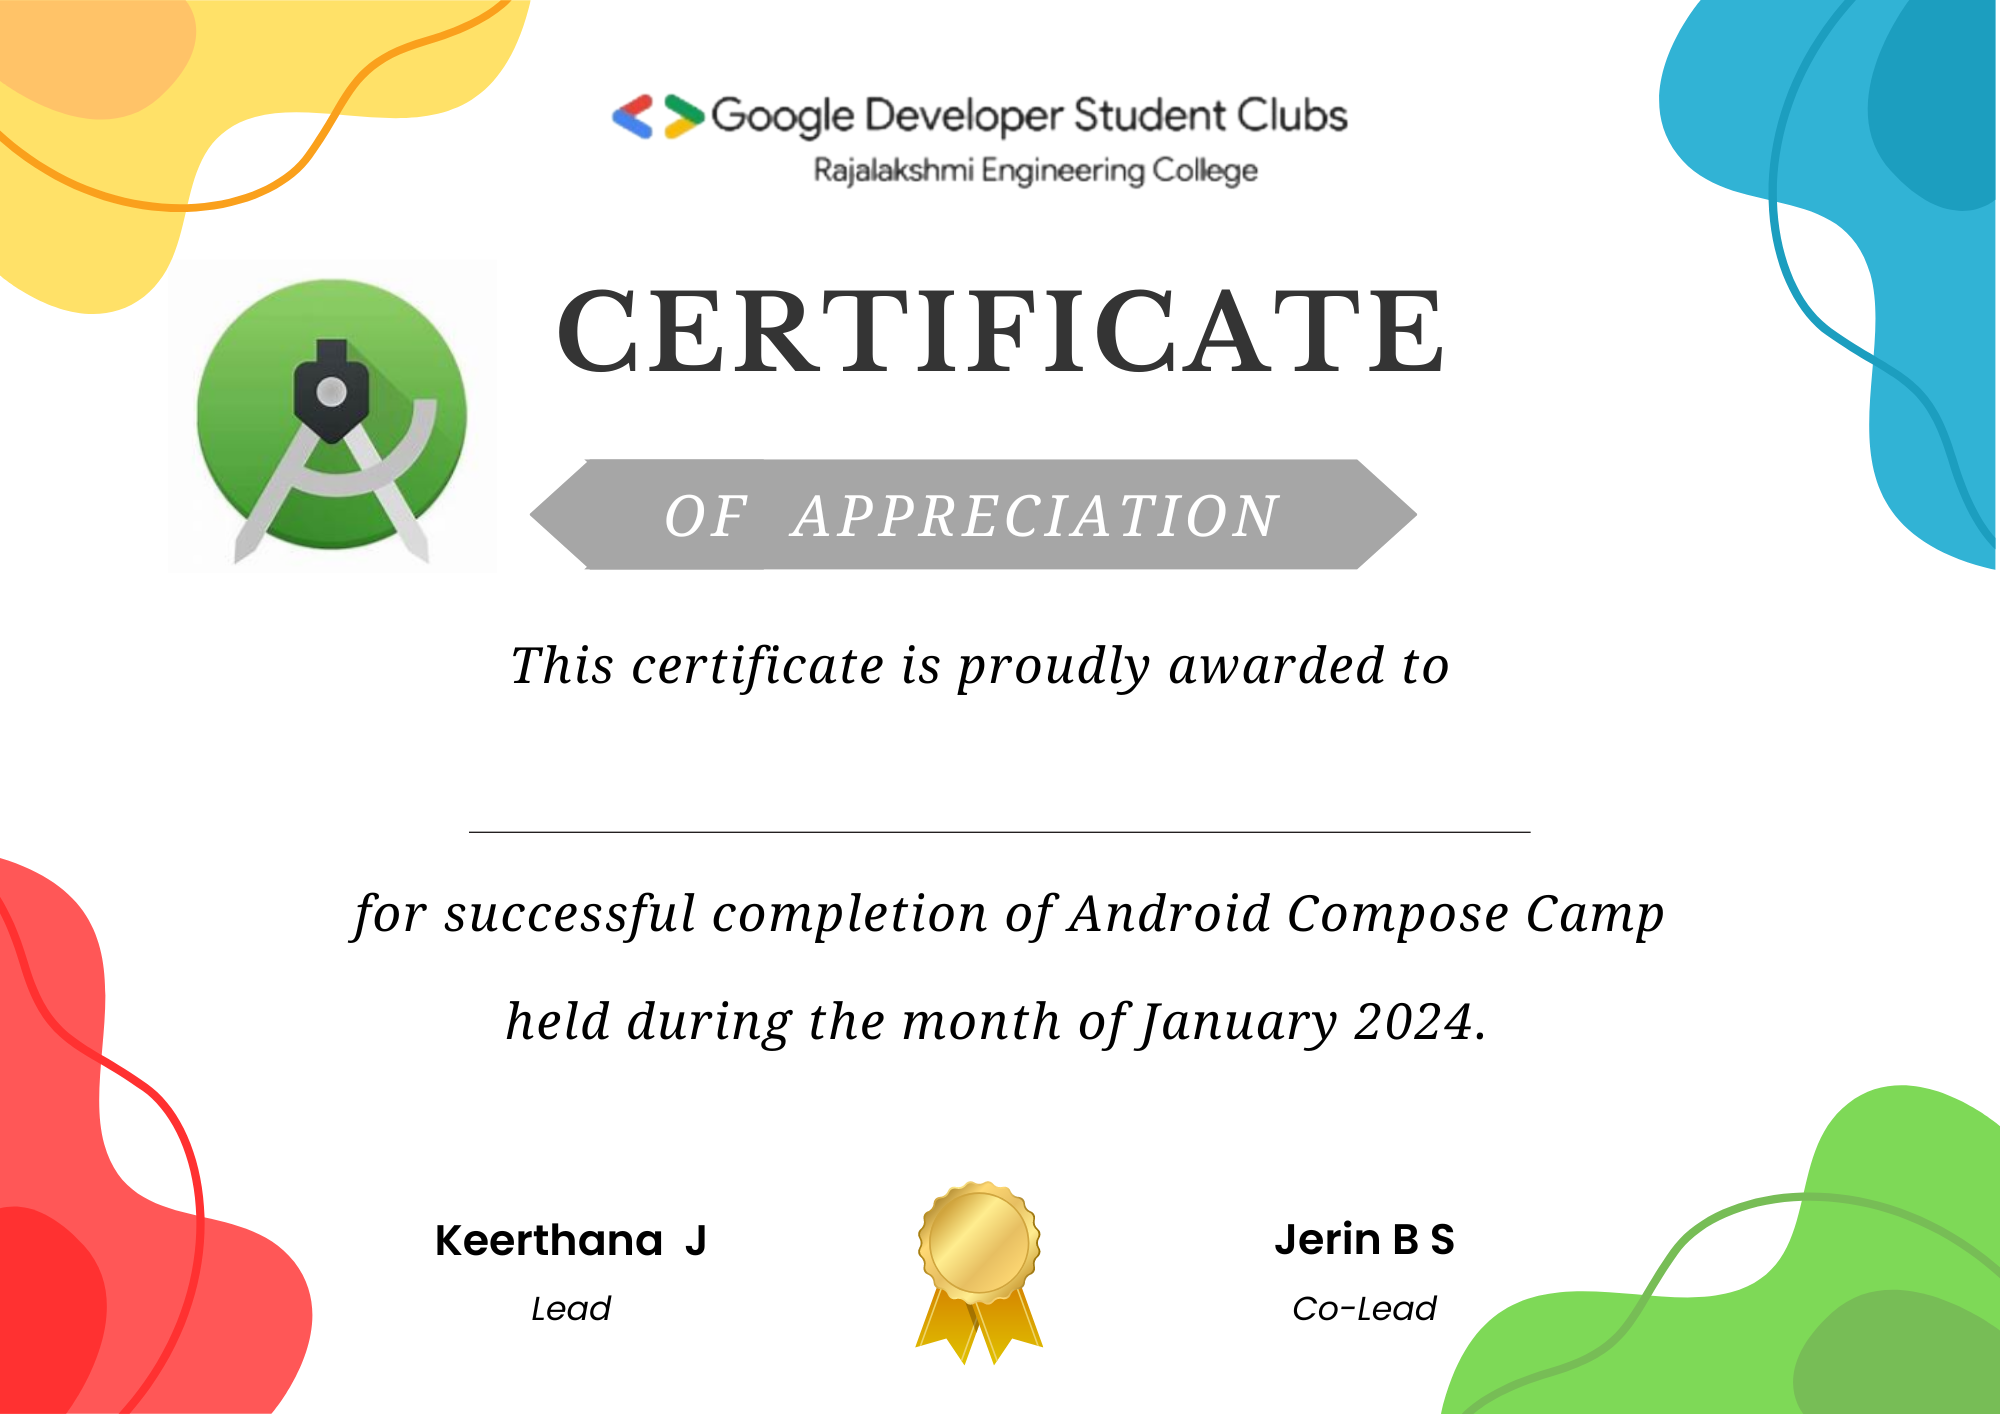 Google Developer Student Clubs
Rajalakshmi Engineering College
CERTIFICATE
OF APPRECIATION
This certificate is proudly awarded to
for successful completion of Android Compose Camp
held during the month of January 2024.
Keerthana J
Lead
Jerin B S
Co-Lead